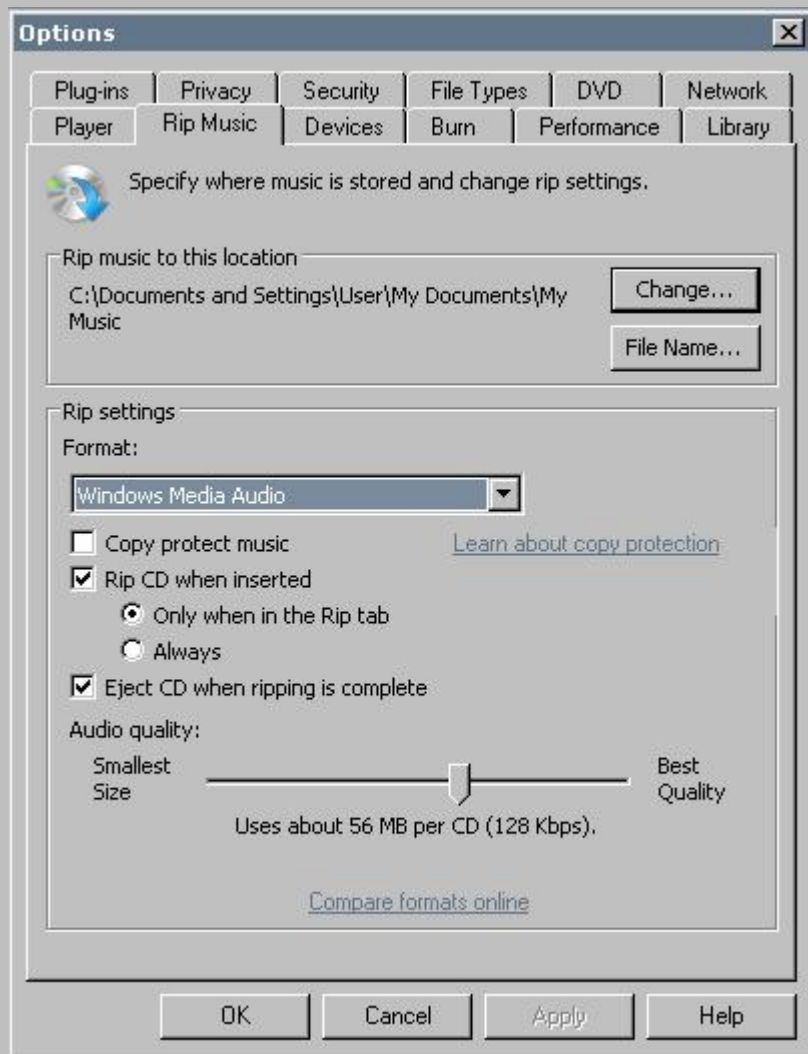 Options
Plug-ins Privacy Security File Types DVD Network
Player Rip Music Devices Burn Performance Library
Specify where music is stored and change rip settings.
Rip music to this location
C:\Documents and Settings\User\My Documents\My
Music
Change...
File Name...
Rip settings
Format:
Windows Media Audio
Copy protect music Learn about copy protection
Rip CD when inserted
Only when in the Rip tab
Always
Eject CD when ripping is complete
Audio quality:
Smallest
Size
Best
Quality
Uses about 56 MB per CD (128 Kbps).
Compare formats online
OK Cancel Apply Help